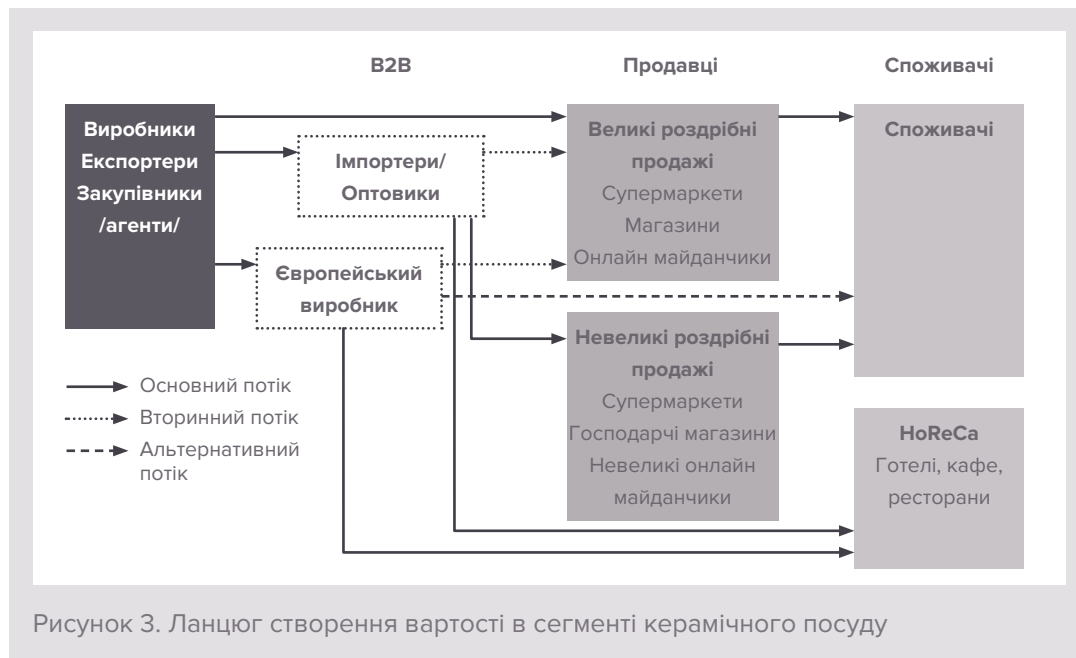 B2B
Продавці
Споживачі
Виробники
Експортери
Закупівники
/агенти/
Імпортери/
Оптовики
Європейський
виробник
Великі роздрібні
продажі
Супермаркети
Магазини
Онлайн майданчики
Невеликі роздрібні
продажі
Супермаркети
Господарчі магазини
Невеликі онлайн
майданчики
Споживачі
HoReCa
Готелі, кафе,
ресторани
Основний потік
Вторинний потік
Альтернативний
потік
Рисунок 3. Ланцюг створення вартості в сегменті керамічного посуду